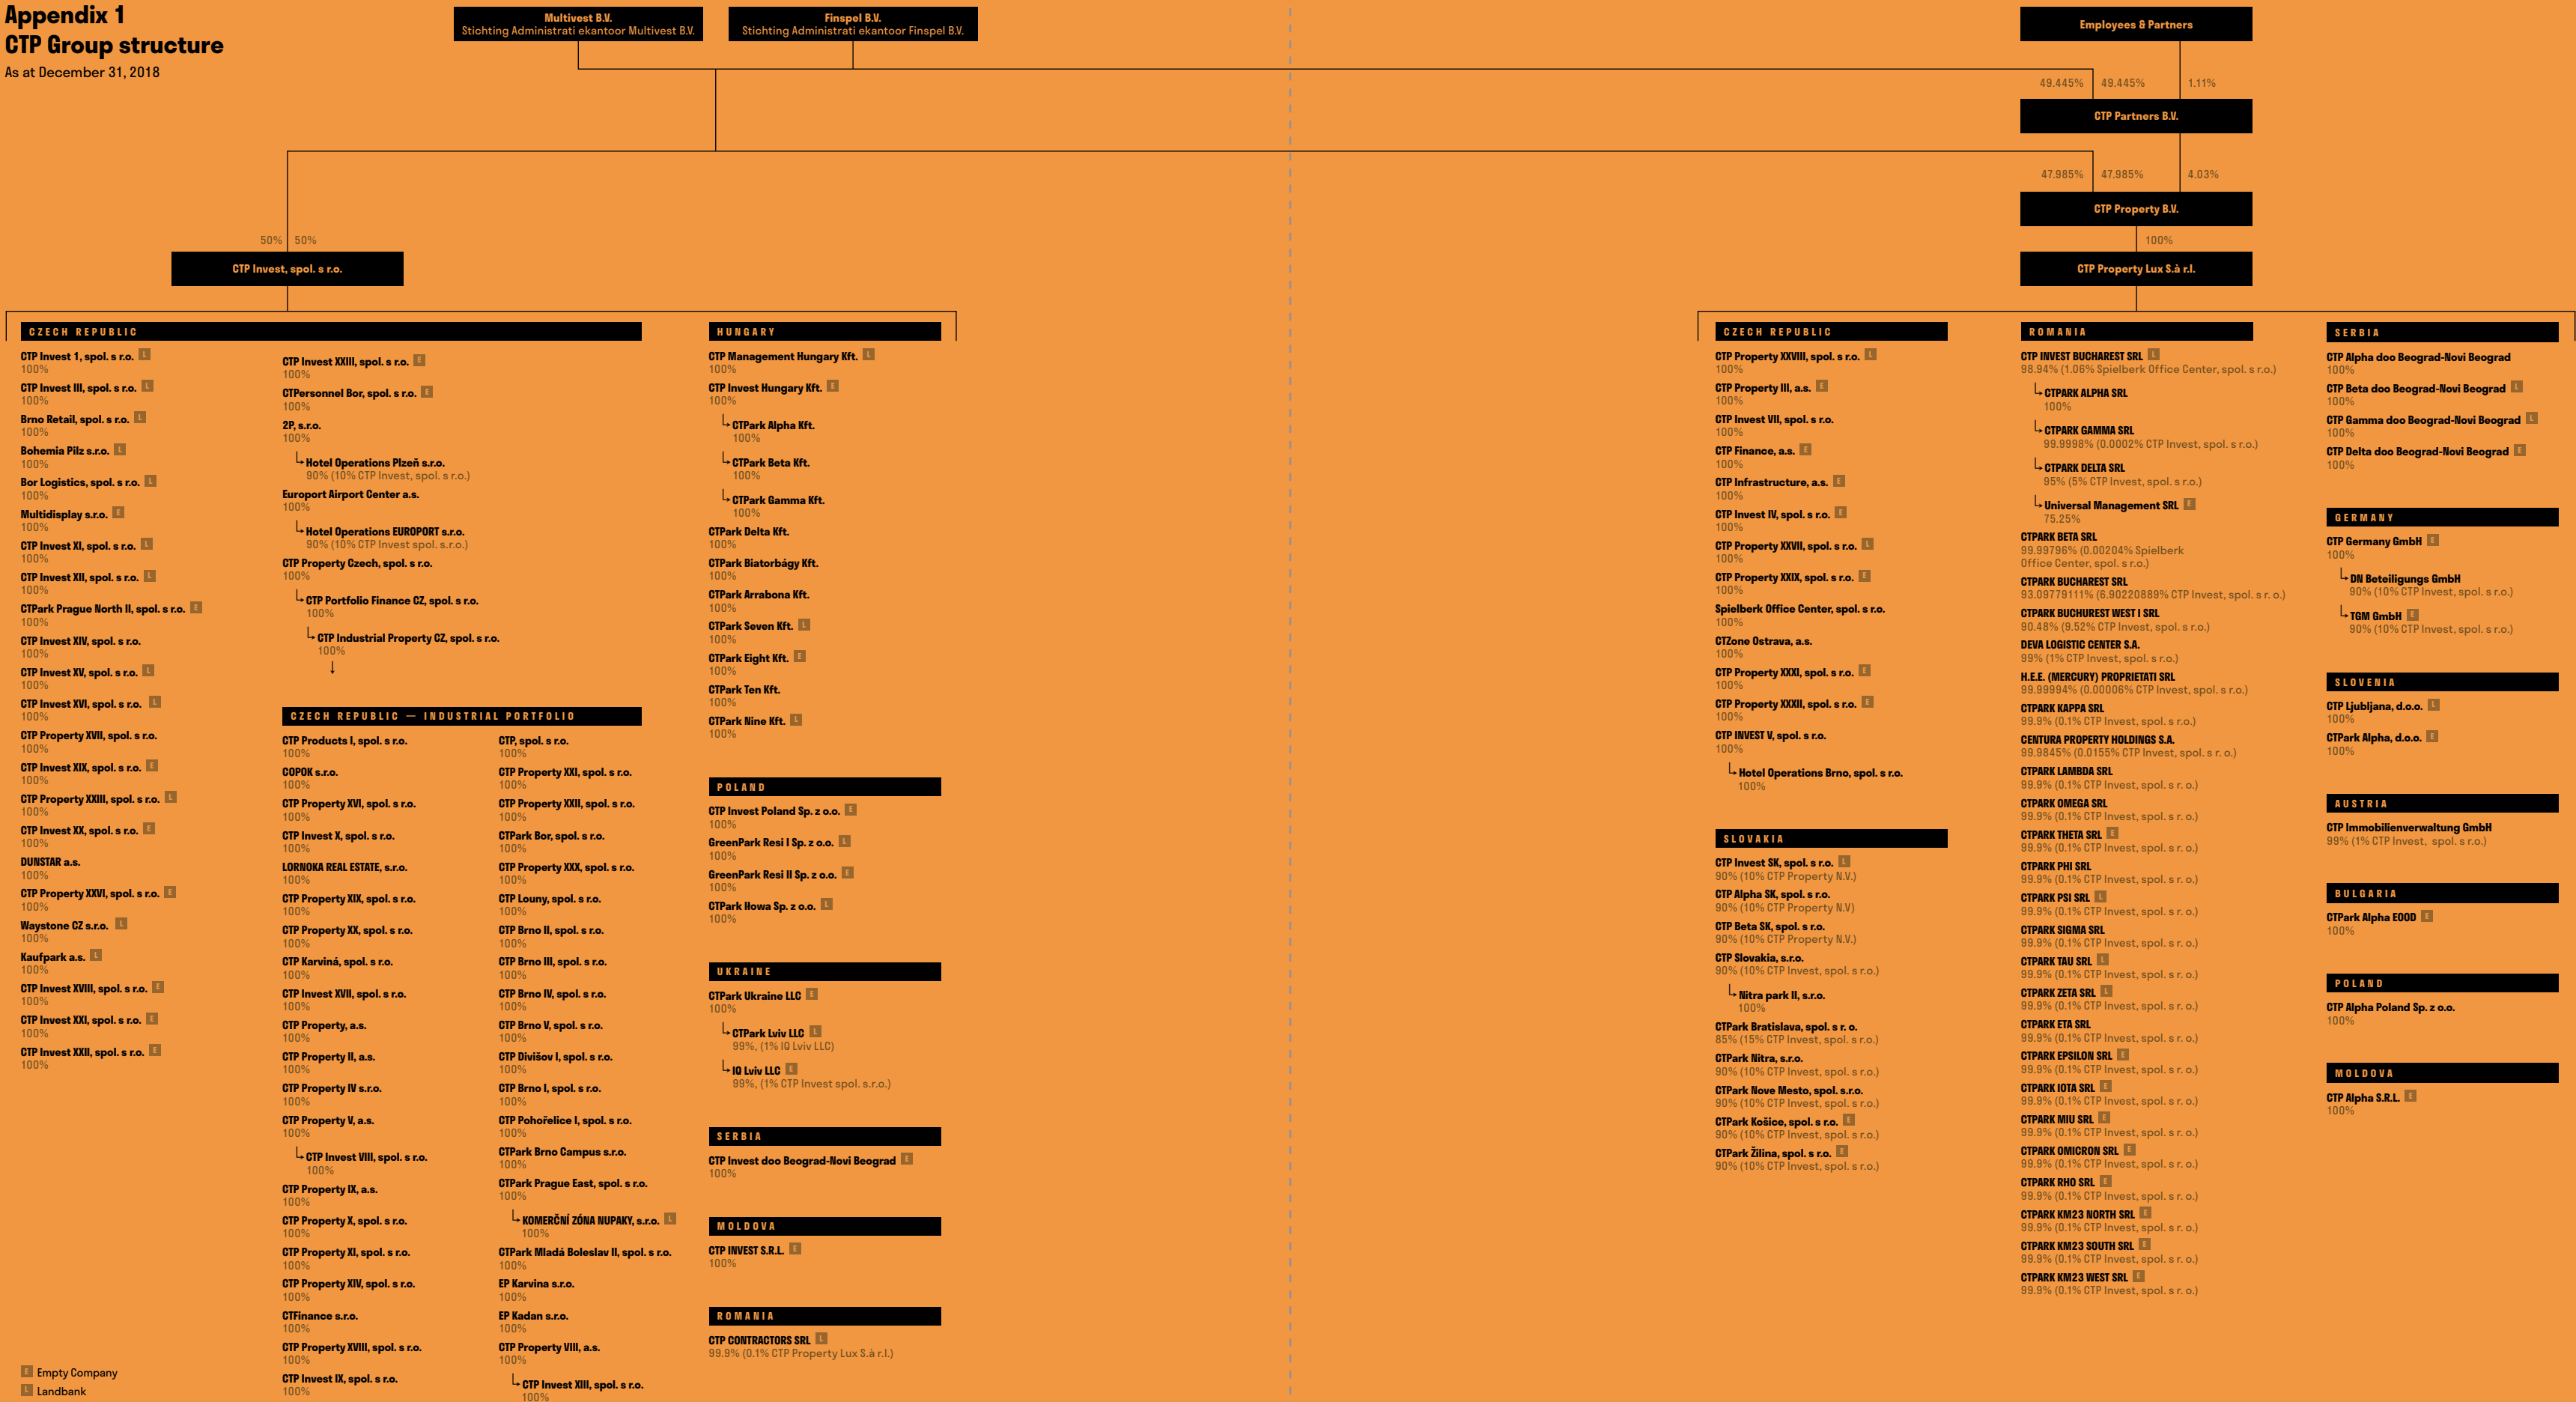 Appendix 1
CTP Group structure
As at December 31, 2018
Multivest B.V.
Stichting Administrati ekantoor Multivest B.V.
Finspel B.V.
Stichting Administrati ekantoor Finspel B.V.
Employees & Partners
49.445% 49.445% 1.11%
CTP Partners B.V.
47.985% 47.985% 4.03%
CTP Property B.V.
100%
CTP Property Lux S.à r.l.
50% 50%
CTP Invest, spol. s r.o.
CZECH REPUBLIC
CTP Invest 1, spol. s r.o. L
100%
CTP Invest III, spol. s r.o. L
100%
Brno Retail, spol. s r.o. L
100%
Bohemia Pilz s.r.o. L
100%
Bor Logistics, spol. s r.o. L
100%
Multidisplay s.r.o. E
100%
CTP Invest XI, spol. s r.o. L
100%
CTP Invest XII, spol. s r.o. L
100%
CTPark Prague North II, spol. s r.o. E
100%
CTP Invest XIV, spol. s r.o.
100%
CTP Invest XV, spol. s r.o. L
100%
CTP Invest XVI, spol. s r.o. L
100%
CTP Property XVII, spol. s r.o.
100%
CTP Invest XIX, spol. s r.o. E
100%
CTP Property XXIII, spol. s r.o. L
100%
CTP Invest XX, spol. s r.o. E
100%
DUNSTAR a.s.
100%
CTP Property XXVI, spol. s r.o. E
100%
Waystone CZ s.r.o. L
100%
Kaufpark a.s. L
100%
CTP Invest XVIII, spol. s r.o. E
100%
CTP Invest XXI, spol. s r.o. E
100%
CTP Invest XXII, spol. s r.o. E
100%
CTP Invest XXIII, spol. s r.o. E
100%
CTPersonnel Bor, spol. s r.o. E
100%
2P, s.r.o.
100%
Hotel Operations Plzeň s.r.o.
90% (10% CTP Invest, spol. s r.o.)
Europort Airport Center a.s.
100%
Hotel Operations EUROPORT s.r.o.
90% (10% CTP Invest spol. s.r.o.)
CTP Property Czech, spol. s r.o.
100%
CTP Portfolio Finance CZ, spol. s r.o.
100%
CTP Industrial Property CZ, spol. s r.o.
100%
CZECH REPUBLIC — INDUSTRIAL PORTFOLIO
CTP Products I, spol. s r.o.
100%
COPOK s.r.o.
100%
CTP Property XVI, spol. s r.o.
100%
CTP Invest X, spol. s r.o.
100%
LORNOKA REAL ESTATE, s.r.o.
100%
CTP Property XIX, spol. s r.o.
100%
CTP Property XX, spol. s r.o.
100%
CTP Karviná, spol. s r.o.
100%
CTP Invest XVII, spol. s r.o.
100%
CTP Property, a.s.
100%
CTP Property II, a.s.
100%
CTP Property IV s.r.o.
100%
CTP Property V, a.s.
100%
CTP Invest VIII, spol. s r.o.
100%
CTP Property IX, a.s.
100%
CTP Property X, spol. s r.o.
100%
CTP Property XI, spol. s r.o.
100%
CTP Property XIV, spol. s r.o.
100%
CTFinance s.r.o.
100%
CTP Property XVIII, spol. s r.o.
100%
CTP Invest IX, spol. s r.o.
100%
CTP, spol. s r.o.
100%
CTP Property XXI, spol. s r.o.
100%
CTP Property XXII, spol. s r.o.
100%
CTPark Bor, spol. s r.o.
100%
CTP Property XXX, spol. s r.o.
100%
CTP Louny, spol. s r.o.
100%
CTP Brno II, spol. s r.o.
100%
CTP Brno III, spol. s r.o.
100%
CTP Brno IV, spol. s r.o.
100%
CTP Brno V, spol. s r.o.
100%
CTP Divišov I, spol. s r.o.
100%
CTP Brno I, spol. s r.o.
100%
CTP Pohořelice I, spol. s r.o.
100%
CTPark Brno Campus s.r.o.
100%
CTPark Prague East, spol. s r.o.
100%
KOMERČNÍ ZÓNA NUPAKY, s.r.o. L
100%
CTPark Mladá Boleslav II, spol. s r.o.
100%
EP Karvina s.r.o.
100%
EP Kadan s.r.o.
100%
CTP Property VIII, a.s.
100%
CTP Invest XIII, spol. s r.o.
100%
HUNGARY
CTP Management Hungary Kft. L
100%
CTP Invest Hungary Kft. E
100%
CTPark Alpha Kft.
100%
CTPark Beta Kft.
100%
CTPark Gamma Kft.
100%
CTPark Delta Kft.
100%
CTPark Biatorbágy Kft.
100%
CTPark Arrabona Kft.
100%
CTPark Seven Kft. L
100%
CTPark Eight Kft. E
100%
CTPark Ten Kft.
100%
CTPark Nine Kft. L
100%
POLAND
CTP Invest Poland Sp. z o.o. E
100%
GreenPark Resi I Sp. z o.o. L
100%
GreenPark Resi II Sp. z o.o. E
100%
CTPark Iłowa Sp. z o.o. L
100%
UKRAINE
CTPark Ukraine LLC E
100%
CTPark Lviv LLC L
99%, (1% IQ Lviv LLC)
IQ Lviv LLC E
99%, (1% CTP Invest spol. s.r.o.)
SERBIA
CTP Invest doo Beograd-Novi Beograd E
100%
MOLDOVA
CTP INVEST S.R.L. E
100%
ROMANIA
CTP CONTRACTORS SRL L
99.9% (0.1% CTP Property Lux S.à r.l.)
CZECH REPUBLIC
CTP Property XXVIII, spol. s r.o. L
100%
CTP Property III, a.s. E
100%
CTP Invest VII, spol. s r.o.
100%
CTP Finance, a.s. E
100%
CTP Infrastructure, a.s. E
100%
CTP Invest IV, spol. s r.o. E
100%
CTP Property XXVII, spol. s r.o. L
100%
CTP Property XXIX, spol. s r.o. E
100%
Spielberk Office Center, spol. s r.o.
100%
CTZone Ostrava, a.s.
100%
CTP Property XXXI, spol. s r.o. E
100%
CTP Property XXXII, spol. s r.o. E
100%
CTP INVEST V, spol. s r.o.
100%
Hotel Operations Brno, spol. s r.o.
100%
SLOVAKIA
CTP Invest SK, spol. s r.o. L
90% (10% CTP Property N.V.)
CTP Alpha SK, spol. s r.o.
90% (10% CTP Property N.V)
CTP Beta SK, spol. s r.o.
90% (10% CTP Property N.V.)
CTP Slovakia, s.r.o.
90% (10% CTP Invest, spol. s r.o.)
Nitra park II, s.r.o.
100%
CTPark Bratislava, spol. s r. o.
85% (15% CTP Invest, spol. s r.o.)
CTPark Nitra, s.r.o.
90% (10% CTP Invest, spol. s r.o.)
CTPark Nove Mesto, spol. s.r.o.
90% (10% CTP Invest, spol. s r.o.)
CTPark Košice, spol. s r.o. E
90% (10% CTP Invest, spol. s r.o.)
CTPark Žilina, spol. s r.o. E
90% (10% CTP Invest, spol. s r.o.)
ROMANIA
CTP INVEST BUCHAREST SRL L
98.94% (1.06% Spielberk Office Center, spol. s r.o.)
CTPARK ALPHA SRL
100%
CTPARK GAMMA SRL
99.9998% (0.0002% CTP Invest, spol. s r.o.)
CTPARK DELTA SRL
95% (5% CTP Invest, spol. s r.o.)
Universal Management SRL E
75.25%
CTPARK BETA SRL
99.99796% (0.00204% Spielberk
Office Center, spol. s r.o.)
CTPARK BUCHAREST SRL
93.09779111% (6.90220889% CTP Invest, spol. s r. o.)
CTPARK BUCHUREST WEST I SRL
90.48% (9.52% CTP Invest, spol. s r.o.)
DEVA LOGISTIC CENTER S.A.
99% (1% CTP Invest, spol. s r.o.)
H.E.E. (MERCURY) PROPRIETATI SRL
99.99994% (0.00006% CTP Invest, spol. s r.o.)
CTPARK KAPPA SRL
99.9% (0.1% CTP Invest, spol. s r.o.)
CENTURA PROPERTY HOLDINGS S.A.
99.9845% (0.0155% CTP Invest, spol. s r. o.)
CTPARK LAMBDA SRL
99.9% (0.1% CTP Invest, spol. s r. o.)
CTPARK OMEGA SRL
99.9% (0.1% CTP Invest, spol. s r. o.)
CTPARK THETA SRL E
99.9% (0.1% CTP Invest, spol. s r. o.)
CTPARK PHI SRL
99.9% (0.1% CTP Invest, spol. s r. o.)
CTPARK PSI SRL L
99.9% (0.1% CTP Invest, spol. s r. o.)
CTPARK SIGMA SRL
99.9% (0.1% CTP Invest, spol. s r. o.)
CTPARK TAU SRL L
99.9% (0.1% CTP Invest, spol. s r. o.)
CTPARK ZETA SRL L
99.9% (0.1% CTP Invest, spol. s r. o.)
CTPARK ETA SRL
99.9% (0.1% CTP Invest, spol. s r. o.)
CTPARK EPSILON SRL E
99.9% (0.1% CTP Invest, spol. s r. o.)
CTPARK IOTA SRL E
99.9% (0.1% CTP Invest, spol. s r. o.)
CTPARK MIU SRL E
99.9% (0.1% CTP Invest, spol. s r. o.)
CTPARK OMICRON SRL E
99.9% (0.1% CTP Invest, spol. s r. o.)
CTPARK RHO SRL E
99.9% (0.1% CTP Invest, spol. s r. o.)
CTPARK KM23 NORTH SRL E
99.9% (0.1% CTP Invest, spol. s r. o.)
CTPARK KM23 SOUTH SRL E
99.9% (0.1% CTP Invest, spol. s r. o.)
CTPARK KM23 WEST SRL E
99.9% (0.1% CTP Invest, spol. s r. o.)
SERBIA
CTP Alpha doo Beograd-Novi Beograd
100%
CTP Beta doo Beograd-Novi Beograd L
100%
CTP Gamma doo Beograd-Novi Beograd L
100%
CTP Delta doo Beograd-Novi Beograd E
100%
GERMANY
CTP Germany GmbH E
100%
DN Beteiligungs GmbH
90% (10% CTP Invest, spol. s r.o.)
TGM GmbH E
90% (10% CTP Invest, spol. s r.o.)
SLOVENIA
CTP Ljubljana, d.o.o. L
100%
CTPark Alpha, d.o.o. E
100%
AUSTRIA
CTP Immobilienverwaltung GmbH
99% (1% CTP Invest, spol. s r.o.)
BULGARIA
CTPark Alpha EOOD E
100%
POLAND
CTP Alpha Poland Sp. z o.o.
100%
MOLDOVA
CTP Alpha S.R.L. E
100%
E Empty Company
L Landbank